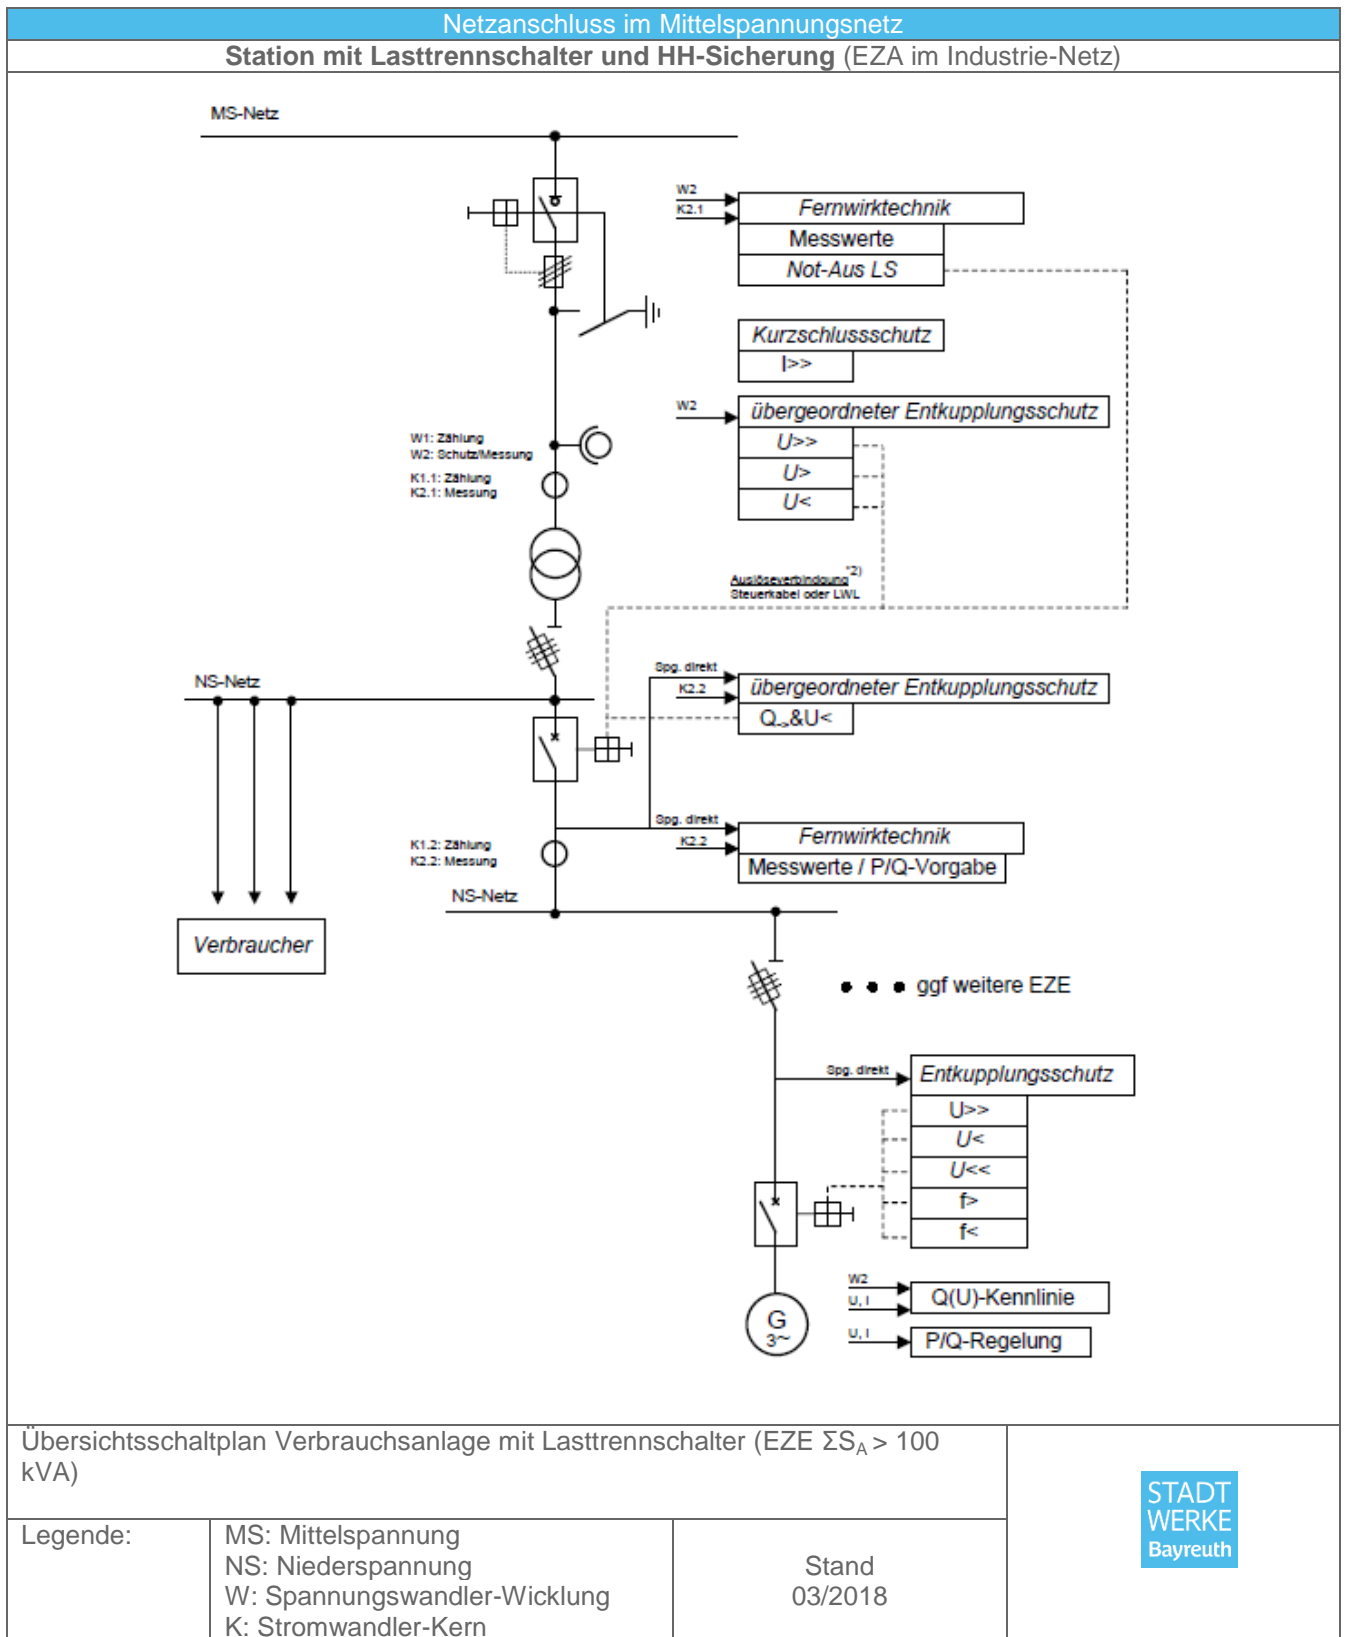 Netzanschluss im Mittelspannungsnetz
Station mit Lasttrennschalter und HH-Sicherung (EZA im Industrie-Netz)
MS-Netz
W2
K2.1
Fernwirktechnik
Messwerte
Not-Aus LS
Kurzschlussschutz
I>>
W2
übergeordneter Entkupplungsschutz
U>>
U>
U<
W1: Zählung
W2: Schutz/Messung
K1.1: Zählung
K2.1: Messung
Auslöseverbindung *2)
Steuerkabel oder LWL
NS-Netz
Spg. direkt
K2.2
übergeordneter Entkupplungsschutz
Q->&U<
Spg. direkt
K2.2
Fernwirktechnik
Messwerte / P/Q-Vorgabe
K1.2: Zählung
K2.2: Messung
NS-Netz
Verbraucher
ggf weitere EZE
Spg. direkt
Entkupplungsschutz
U>>
U<
U<<
f>
f<
G
3~
W2
U, I
Q(U)-Kennlinie
U, I
P/Q-Regelung
Übersichtsschaltplan Verbrauchsanlage mit Lasttrennschalter (EZE ΣSA > 100
kVA)
STADT
WERKE
Bayreuth
Legende:
MS: Mittelspannung
NS: Niederspannung
W: Spannungswandler-Wicklung
K: Stromwandler-Kern
Stand
03/2018